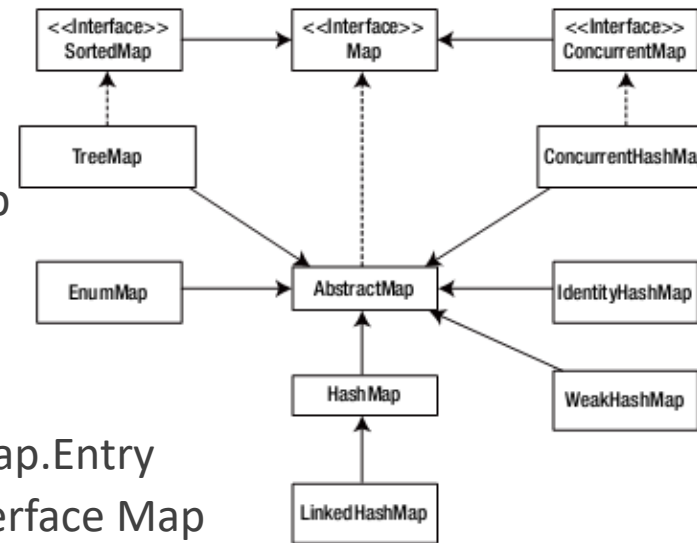 <<Interface>>
SortedMap
<<Interface>>
Map
<<Interface>>
ConcurrentMap
TreeMap
ConcurrentHashMa
EnumMap
AbstractMap
IdentityHashMap
HashMap
WeakHashMap
ap.Entry
erface Map
LinkedHashMap